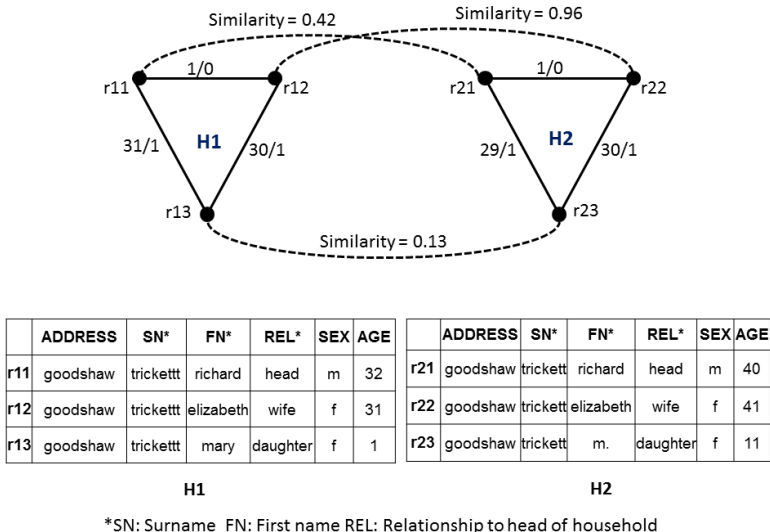 Similarity = 0.42 Similarity = 0.96
r11 1/0 r12 r21 1/0 r22
31/1 H1 30/1 29/1 H2 30/1
r13 r23
Similarity = 0.13
ADDRESS SN* FN* REL* SEX AGE
r11 goodshaw trickettt richard head m 32
r12 goodshaw trickettt elizabeth wife f 31
r13 goodshaw trickettt mary daughter f 1
H1
ADDRESS SN* FN* REL* SEX AGE
r21 goodshaw trickett richard head m 40
r22 goodshaw trickett elizabeth wife f 41
r23 goodshaw trickett m. daughter f 11
H2
*SN: Surname FN: First name REL: Relationship to head of household